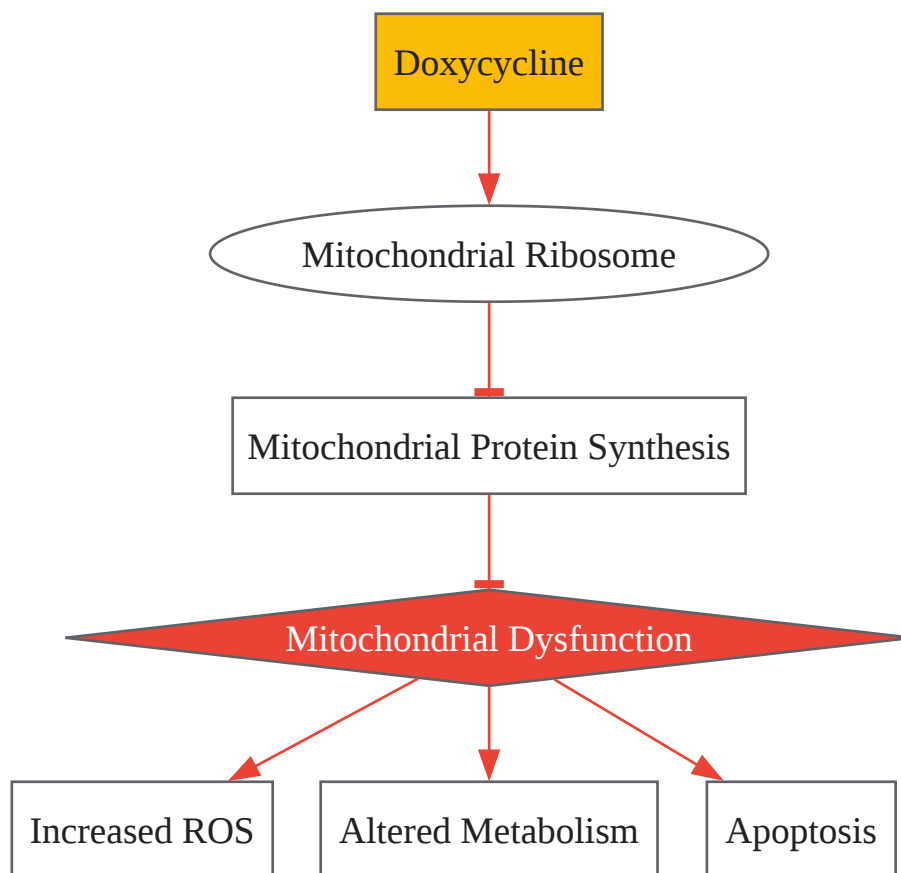 Doxycycline
Mitochondrial Ribosome
Mitochondrial Protein Synthesis
Mitochondrial Dysfunction
Increased ROS
Altered Metabolism
Apoptosis